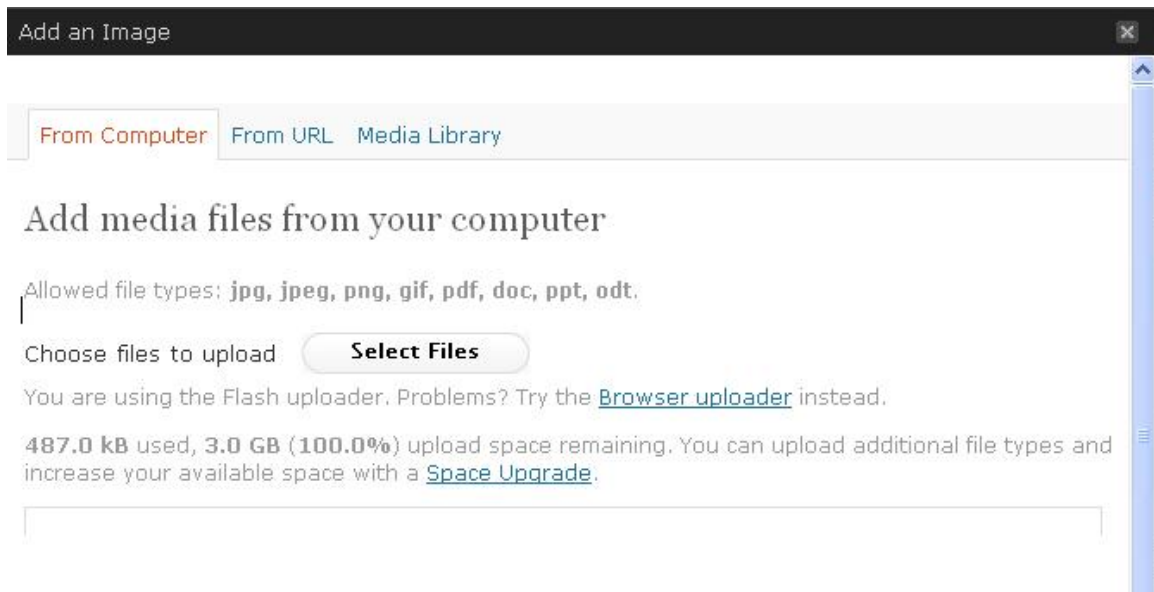 Add an Image
From Computer From URL Media Library
Add media files from your computer
Allowed file types: jpg, jpeg, png, gif, pdf, doc, ppt, odt.
Choose files to upload Select Files
You are using the Flash uploader. Problems? Try the Browser uploader instead.
487.0 kB used, 3.0 GB (100.0%) upload space remaining. You can upload additional file types and
increase your available space with a Space Upgrade.